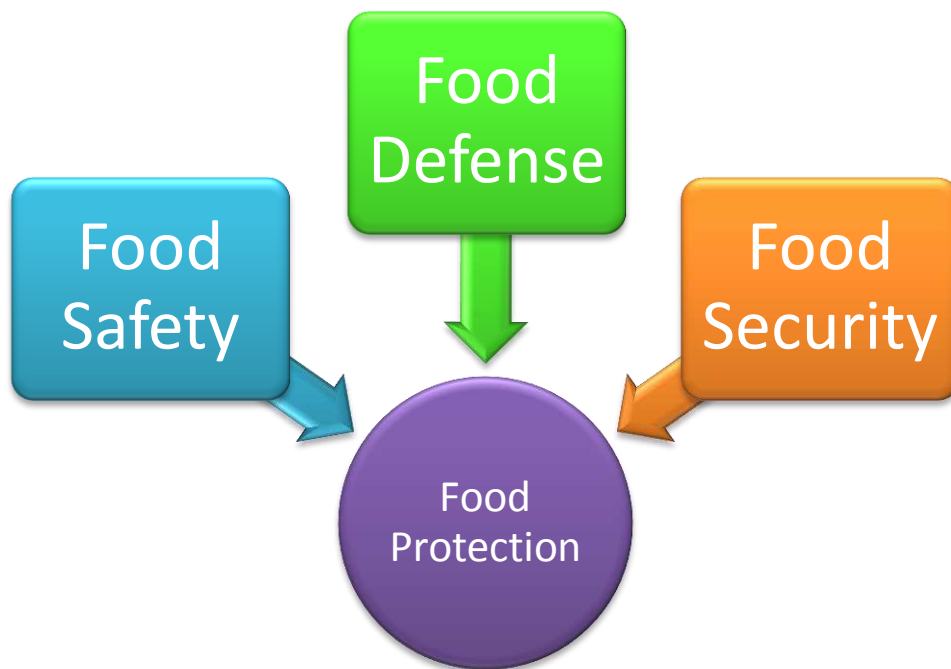 Food
Defense
Food
Safety
Food
Security
Food
Protection